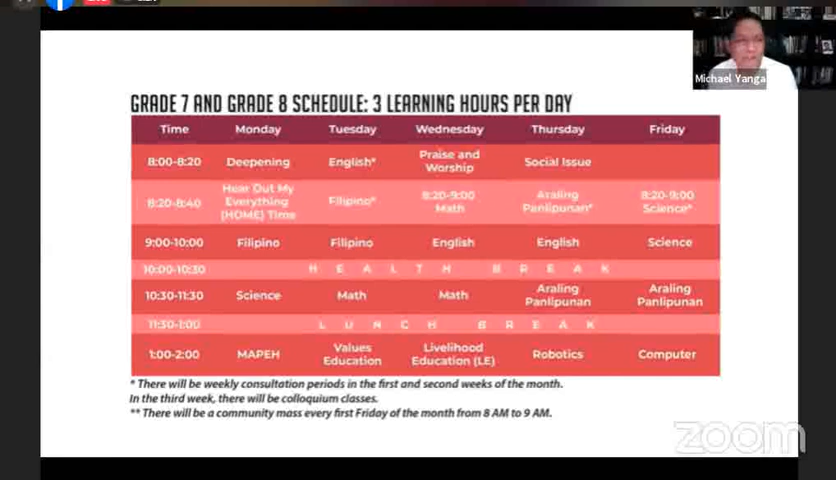 Michael Yanga
GRADE 7 AND GRADE 8 SCHEDULE: 3 LEARNING HOURS PER DAY
Time Monday Tuesday Wednesday Thursday Friday
8:00-8:20 Deepening English* Praise and Worship Social Issue
8:20-8:40 Hear Out My Everything (HOME) Time Filipino* 8:20-9:00 Math Araling Panlipunan* 8:20-9:00 Science*
9:00-10:00 Filipino Filipino English English Science
10:00-10:30 HEALTH BREAK
10:30-11:30 Science Math Math Araling Panlipunan Araling Panlipunan
11:30-1:00 LUNCH BREAK
1:00-2:00 MAPEH Values Education Livelihood Education (LE) Robotics Computer
* There will be weekly consultation periods in the first and second weeks of the month.
In the third week, there will be colloquium classes.
** There will be a community mass every first Friday of the month from 8 AM to 9 AM.
zoom